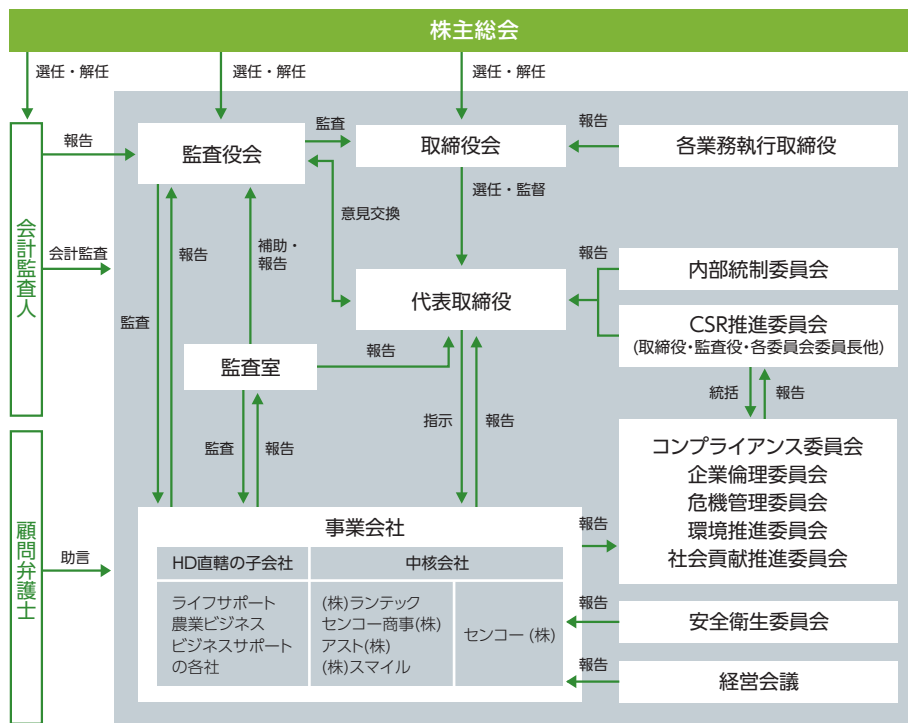 株主総会
選任・解任
選任・解任
選任・解任
会計監査人
報告
監査役会
監査
取締役会
報告
各業務執行取締役
会計監査
監査
報告
補助・
報告
意見交換
選任・監督
代表取締役
報告
内部統制委員会
CSR推進委員会
(取締役・監査役・各委員会委員長他)
監査室
報告
統括
報告
監査
報告
指示
報告
コンプライアンス委員会
企業倫理委員会
危機管理委員会
環境推進委員会
社会貢献推進委員会
顧問弁護士
助言
事業会社
報告
HD直轄の子会社
中核会社
ライフサポート
農業ビジネス
ビジネスサポート
の各社
(株)ランテック
センコー商事(株)
アスト(株)
(株)スマイル
センコー(株)
報告
安全衛生委員会
報告
経営会議